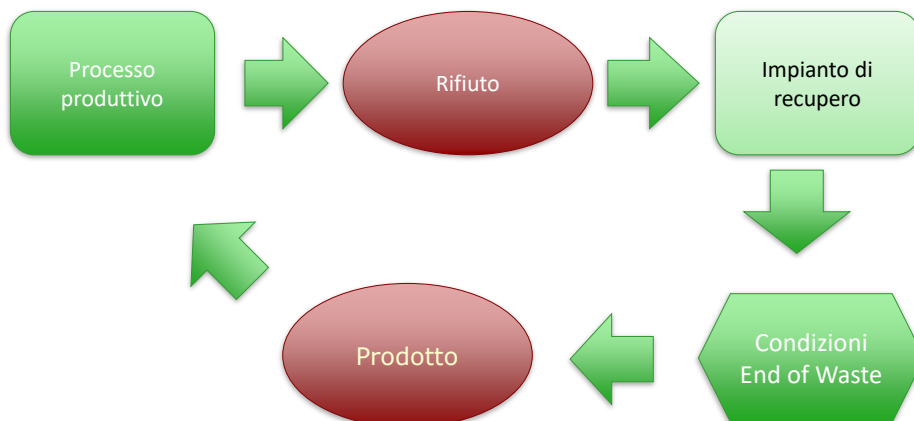 Processo
produttivo
Rifiuto
Impianto di
recupero
Condizioni
End of Waste
Prodotto